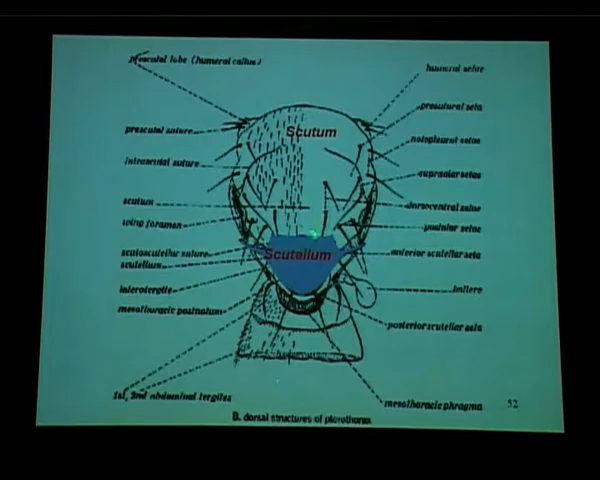 prescutal lobe (humeral callus)
humeral setae
presutural seta
prescutal suture
Scutum
notopleural setae
intrascutal suture
supraalar setae
scutum
dorsocentral setae
wing foramen
postalar setae
scutoscutellar suture
Scutellum
anterior scutellar seta
scutellum
laterotergite
haltere
mesothoracic postnotum
posterior scutellar seta
1st, 2nd abdominal tergites
mesothoracic phragma
52
B. dorsal structures of pterothorax